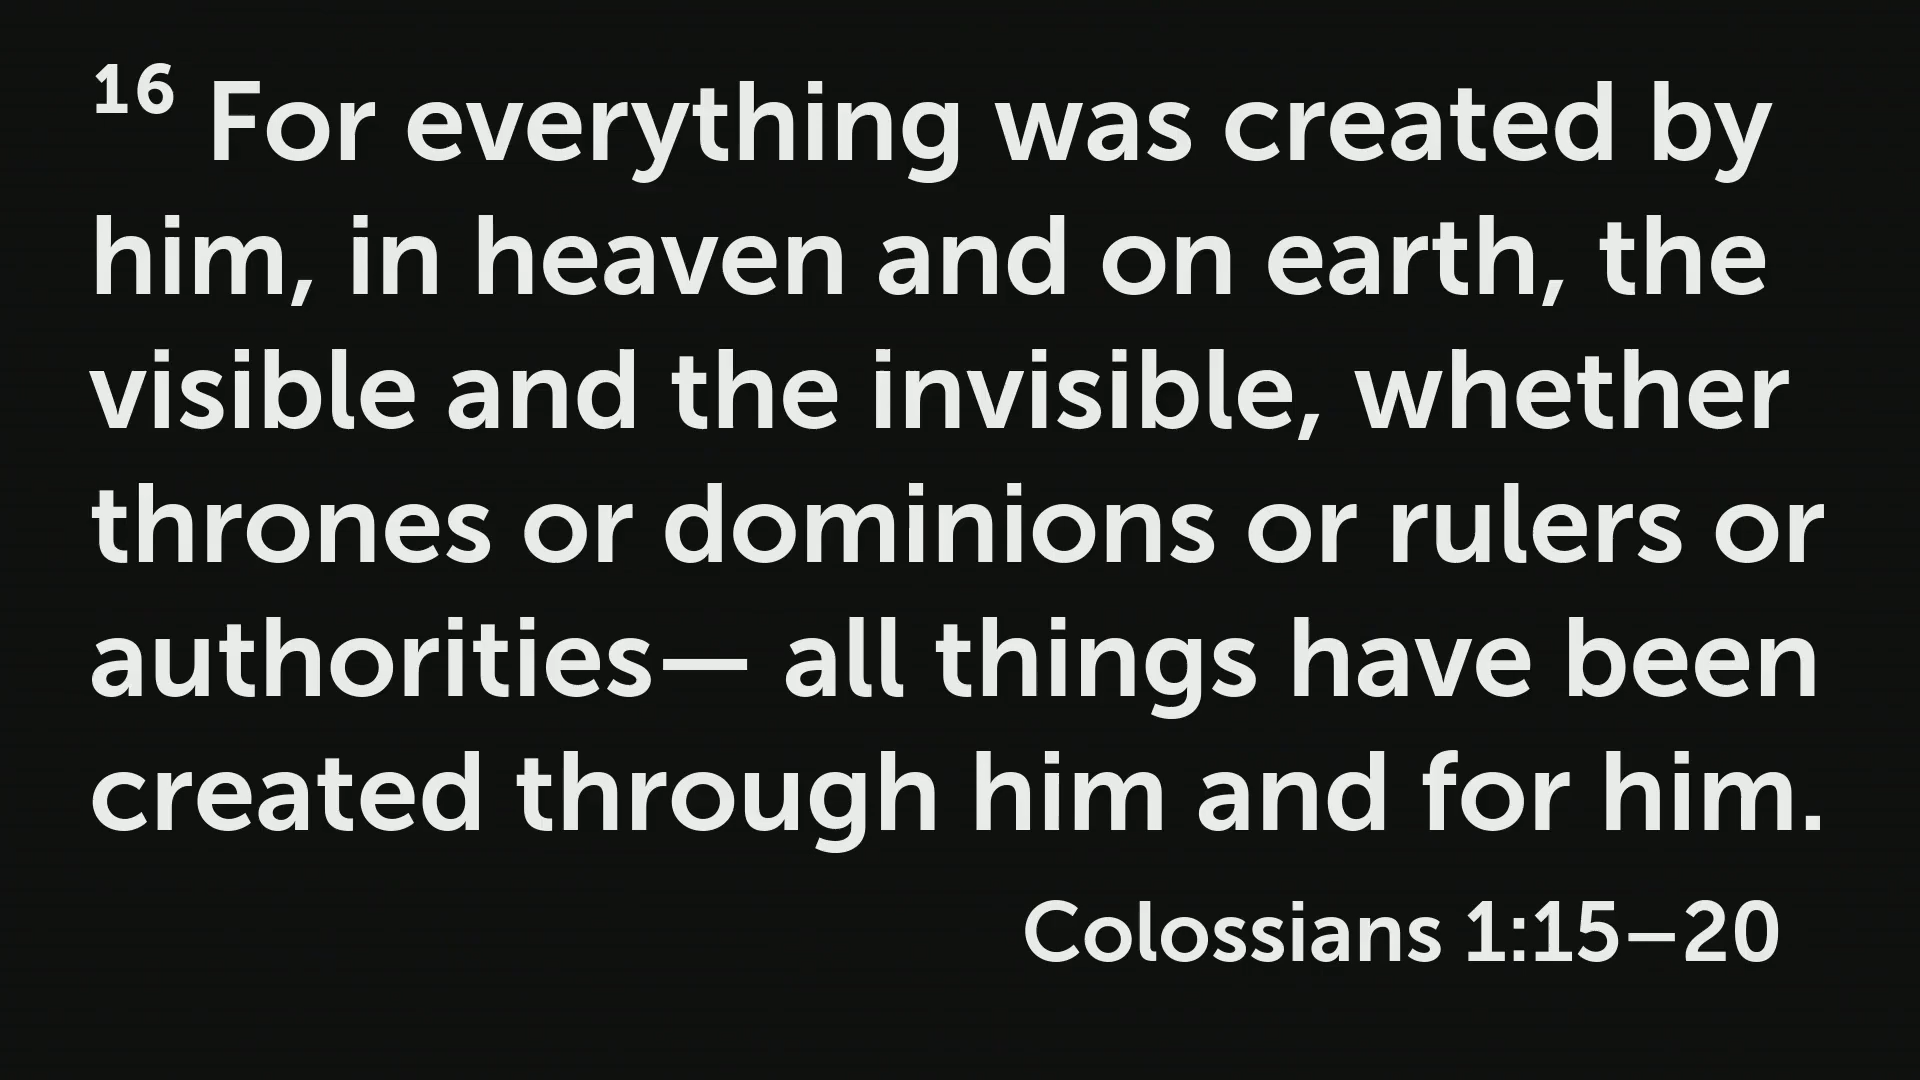 16 For everything was created by
him, in heaven and on earth, the
visible and the invisible, whether
thrones or dominions or rulers or
authorities— all things have been
created through him and for him.
Colossians 1:15–20